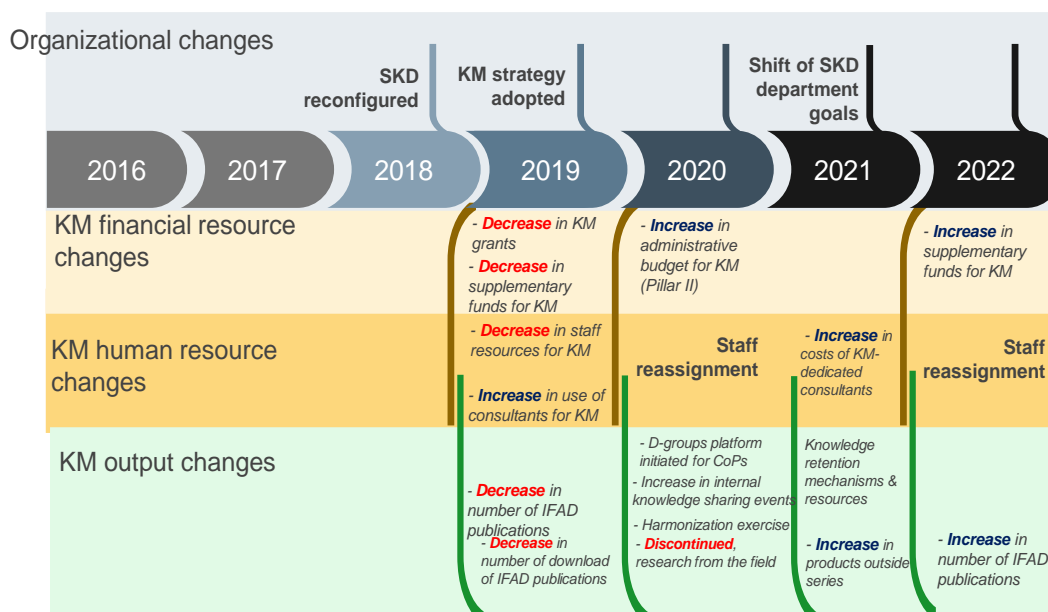 Organizational changes
SKD
reconfigured
KM strategy
adopted
Shift of SKD
department
goals
2016
2017
2018
2019
2020
2021
2022
KM financial resource
changes
- Decrease in KM
grants
- Decrease in
supplementary
funds for KM
- Increase in
administrative
budget for KM
(Pillar II)
- Increase in
supplementary
funds for KM
KM human resource
changes
- Decrease in staff
resources for KM
- Increase in use of
consultants for KM
Staff
reassignment
- Increase in
costs of KM-
dedicated
consultants
Staff
reassignment
KM output changes
- Decrease in
number of IFAD
publications
- Decrease in
number of download
of IFAD publications
- D-groups platform
initiated for CoPs
- Increase in internal
knowledge sharing events
- Harmonization exercise
- Discontinued,
research from the field
Knowledge
retention
mechanisms &
resources
- Increase in
products outside
series
- Increase in
number of IFAD
publications